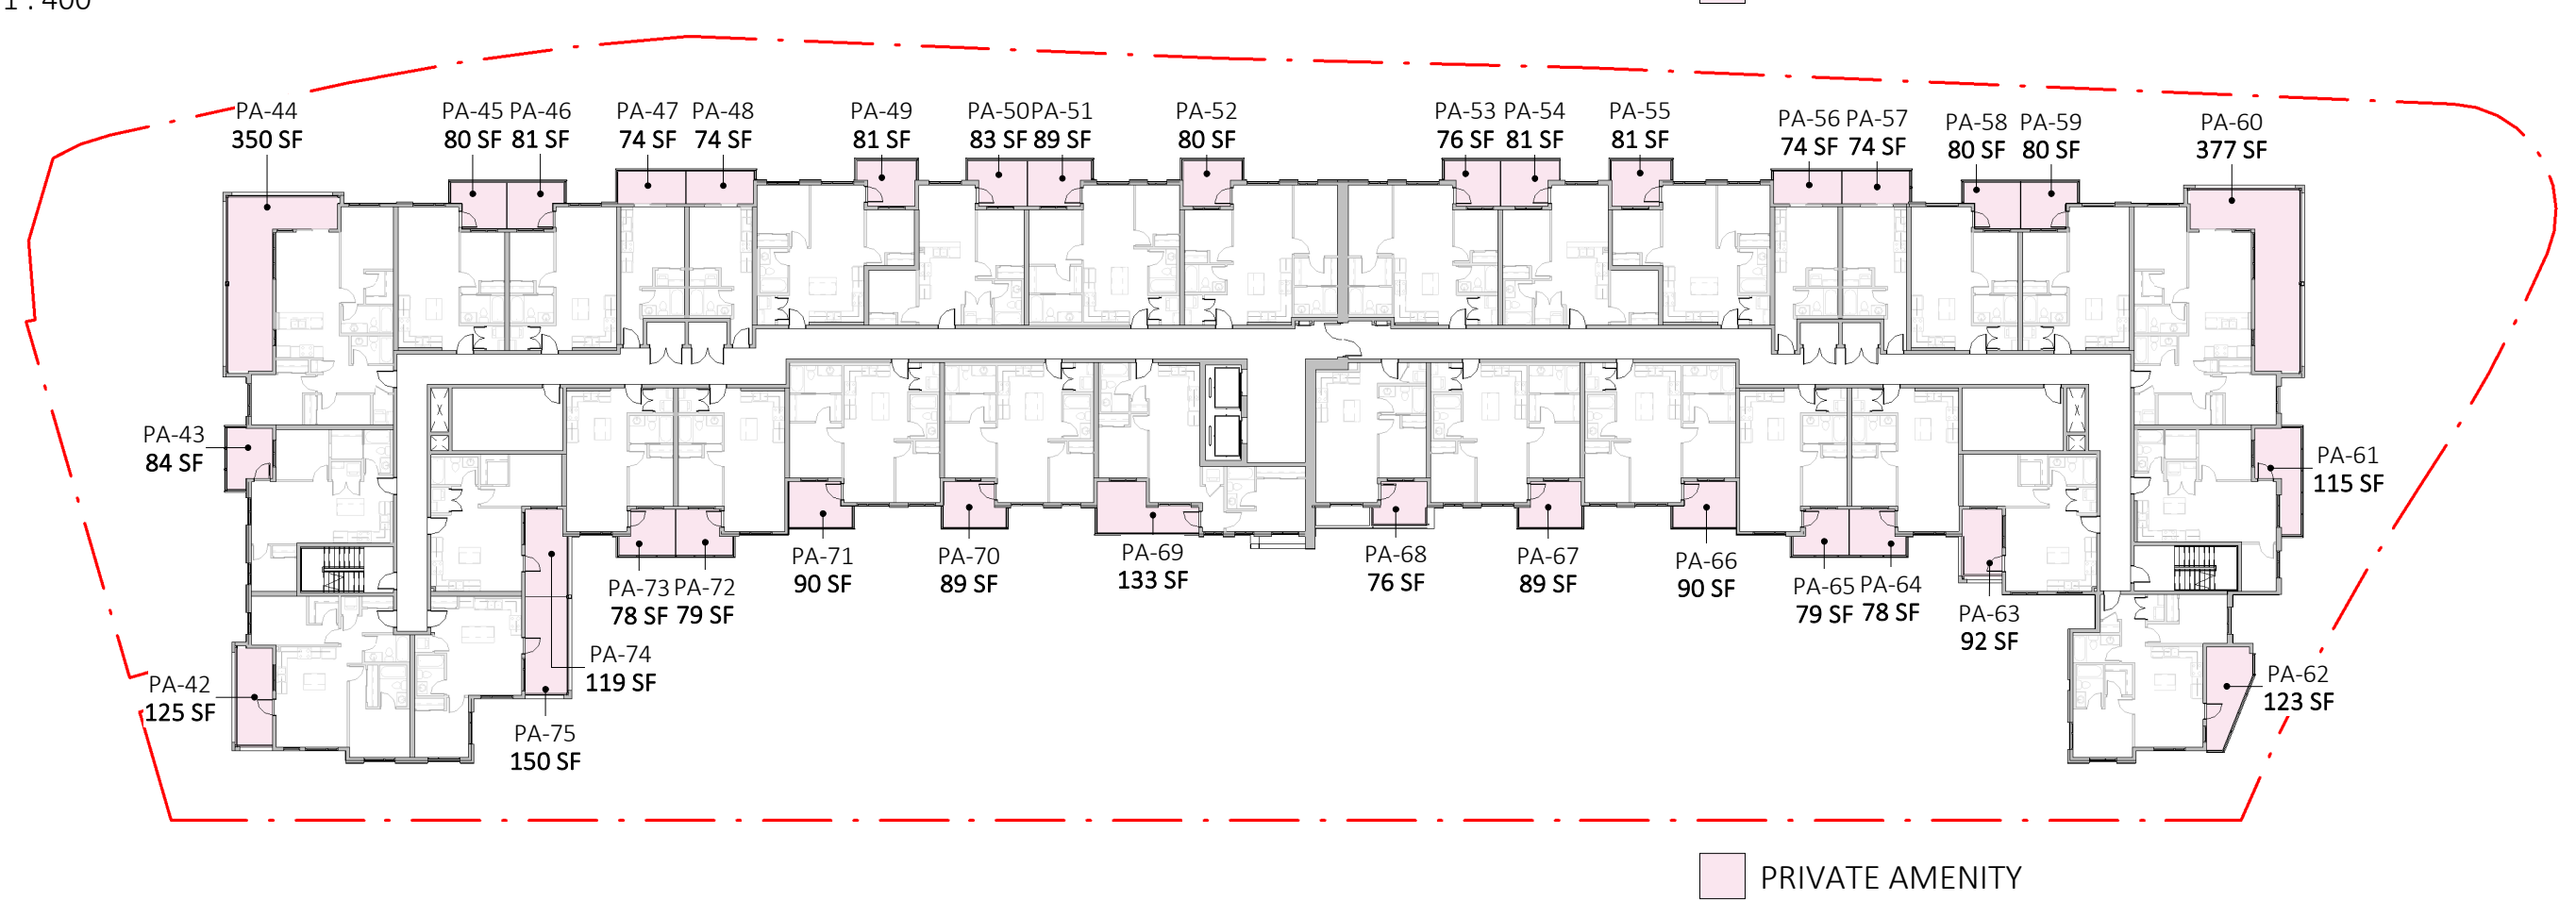 1 : 400
PA-44
350 SF
PA-45
80 SF
PA-46
81 SF
PA-47
74 SF
PA-48
74 SF
PA-49
81 SF
PA-50
83 SF
PA-51
89 SF
PA-52
80 SF
PA-53
76 SF
PA-54
81 SF
PA-55
81 SF
PA-56
74 SF
PA-57
74 SF
PA-58
80 SF
PA-59
80 SF
PA-60
377 SF
PA-43
84 SF
PA-61
115 SF
PA-71
90 SF
PA-70
89 SF
PA-69
133 SF
PA-68
76 SF
PA-67
89 SF
PA-66
90 SF
PA-73
78 SF
PA-72
79 SF
PA-65
79 SF
PA-64
78 SF
PA-63
92 SF
PA-74
119 SF
PA-42
125 SF
PA-62
123 SF
PA-75
150 SF
PRIVATE AMENITY